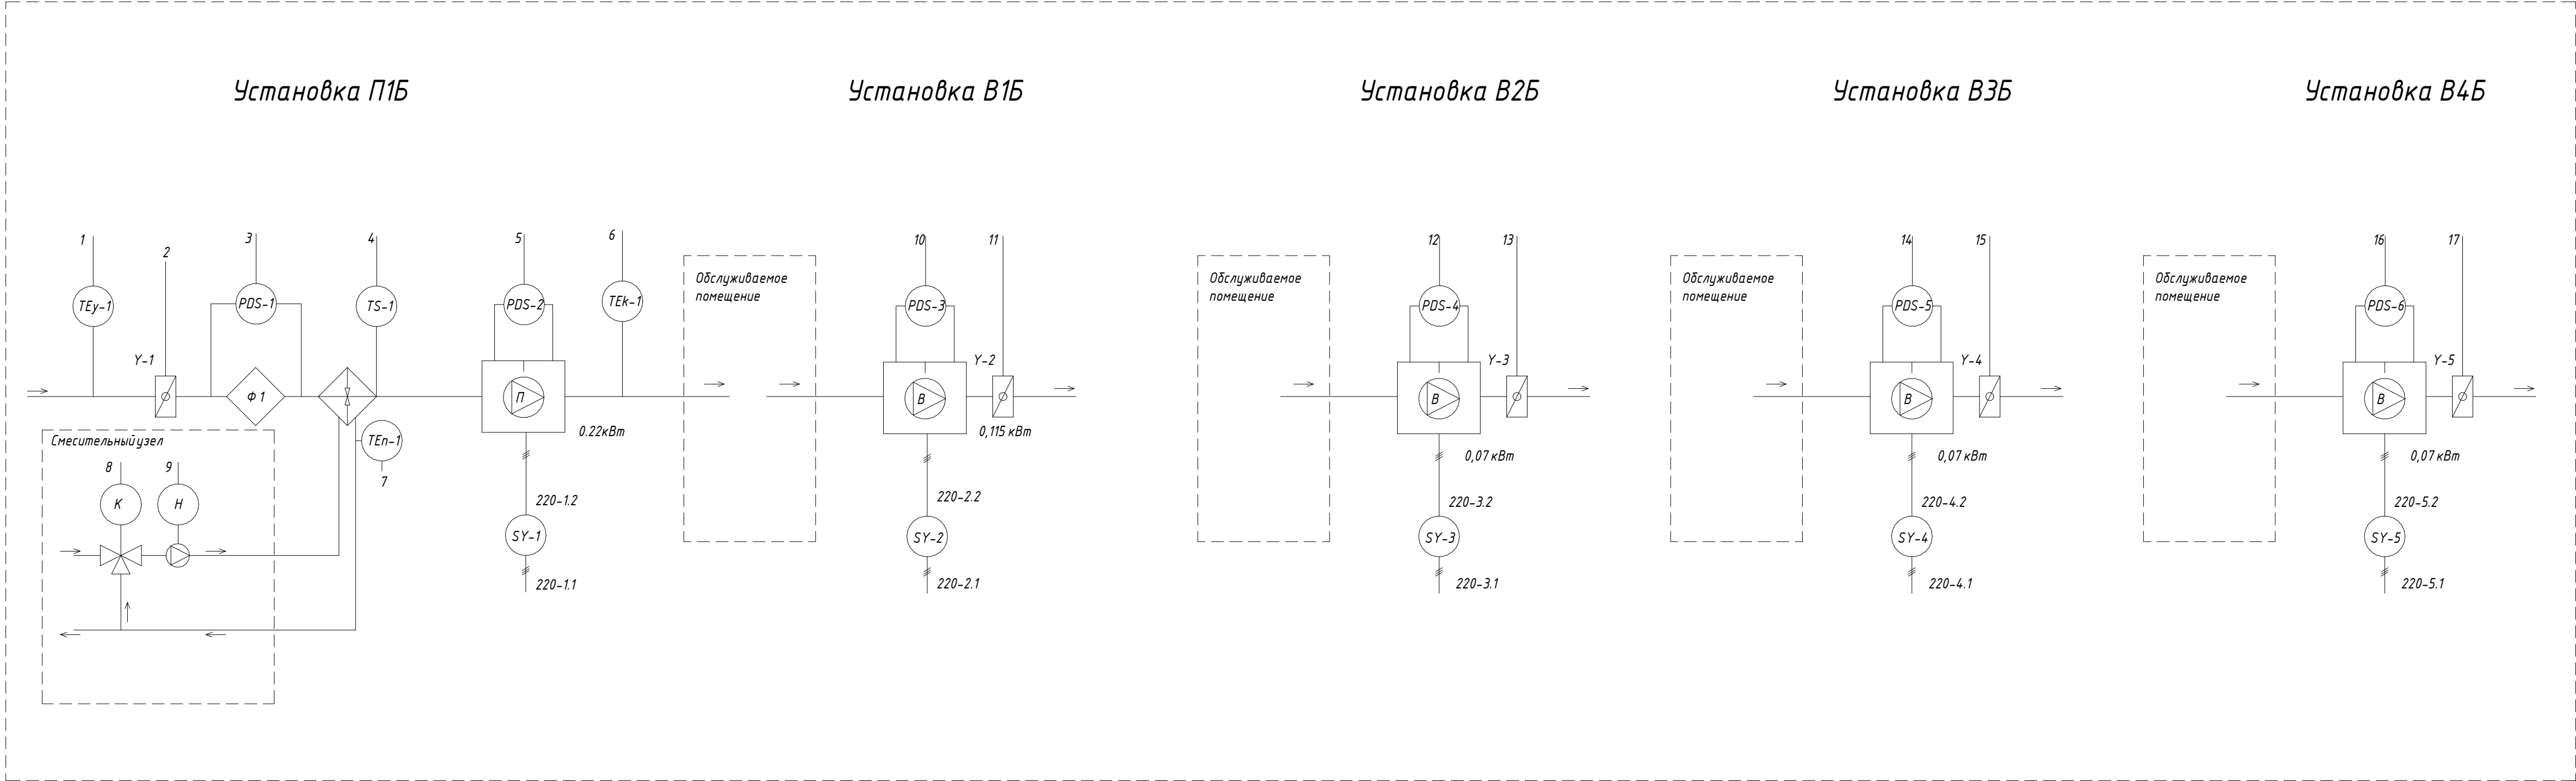 Установка П1Б
Установка В1Б
Установка В2Б
Установка В3Б
Установка В4Б
1
2
3
4
5
6
TEy-1
Y-1
PDS-1
Ф 1
TS-1
PDS-2
П
TEk-1
0.22кВт
TEn-1
7
Смесительный узел
8
9
К
Н
220-1.2
SY-1
220-1.1
Обслуживаемое
помещение
10
11
PDS-3
Y-2
В
0,115 кВт
220-2.2
SY-2
220-2.1
Обслуживаемое
помещение
12
13
PDS-4
Y-3
В
0,07 кВт
220-3.2
SY-3
220-3.1
Обслуживаемое
помещение
14
15
PDS-5
Y-4
В
0,07 кВт
220-4.2
SY-4
220-4.1
Обслуживаемое
помещение
16
17
PDS-6
Y-5
В
0,07 кВт
220-5.2
SY-5
220-5.1